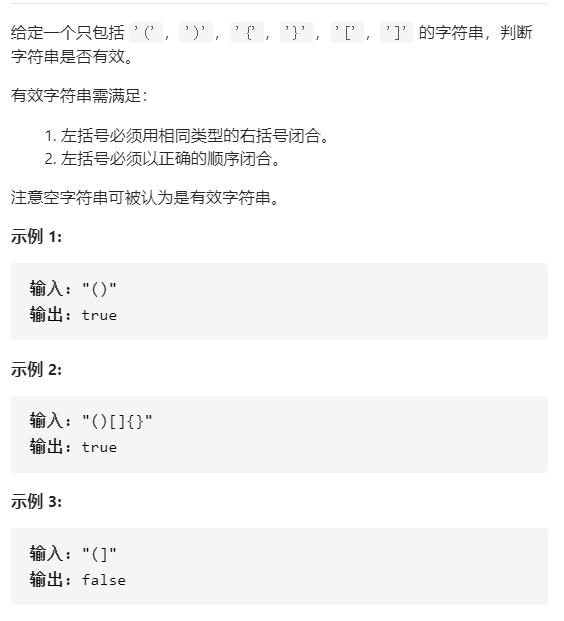 给定一个只包括 '(', ')', '{', '}', '[', ']' 的字符串，判断
字符串是否有效。
有效字符串需满足：
1. 左括号必须用相同类型的右括号闭合。
2. 左括号必须以正确的顺序闭合。
注意空字符串可被认为是有效字符串。
示例 1:
输入: "()"
输出: true
示例 2:
输入: "()[]{}"
输出: true
示例 3:
输入: "(]"
输出: false